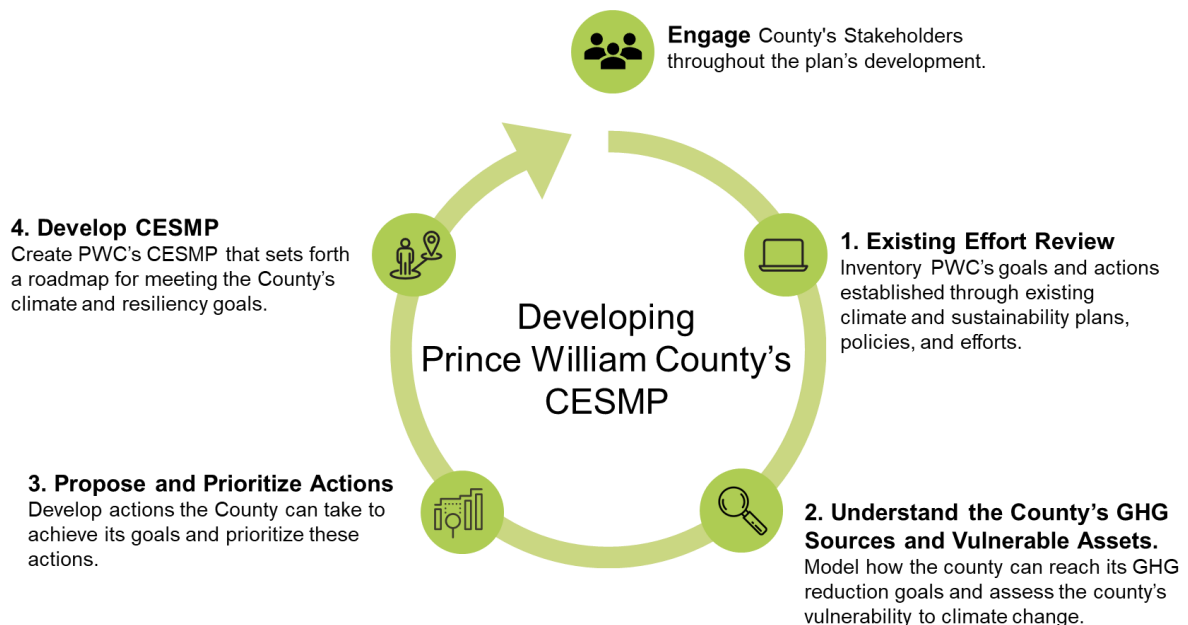 Engage County's Stakeholders
throughout the plan’s development.
1. Existing Effort Review
Inventory PWC’s goals and actions
established through existing
climate and sustainability plans,
policies, and efforts.
2. Understand the County’s GHG
Sources and Vulnerable Assets.
Model how the county can reach its GHG
reduction goals and assess the county’s
vulnerability to climate change.
3. Propose and Prioritize Actions
Develop actions the County can take to
achieve its goals and prioritize these
actions.
4. Develop CESMP
Create PWC’s CESMP that sets forth
a roadmap for meeting the County’s
climate and resiliency goals.
Developing
Prince William County’s
CESMP